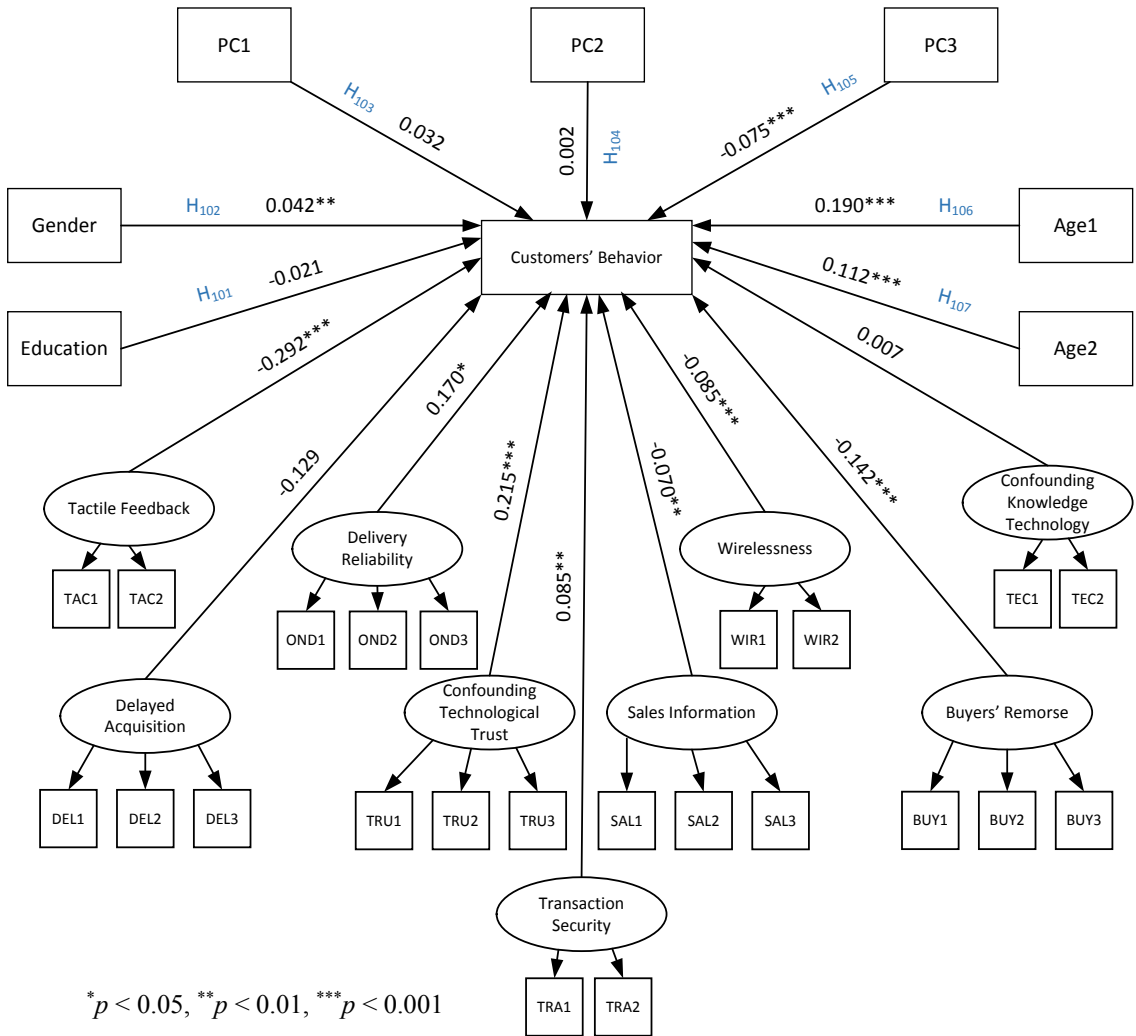 PC1
PC2
PC3
H103
0.032
0.002
H104
-0.075***
H105
Gender
H102
0.042**
0.190***
H106
Age1
Customers’ Behavior
Education
H101
-0.021
0.112***
H107
Age2
-0.292***
0.170*
-0.085***
0.007
-0.129
0.215***
-0.070**
-0.142***
0.085**
Tactile Feedback
TAC1
TAC2
Delivery
Reliability
OND1
OND2
OND3
Wirelessness
WIR1
WIR2
Confounding
Knowledge
Technology
TEC1
TEC2
Delayed
Acquisition
DEL1
DEL2
DEL3
Confounding
Technological
Trust
TRU1
TRU2
TRU3
Sales Information
SAL1
SAL2
SAL3
Buyers’ Remorse
BUY1
BUY2
BUY3
Transaction
Security
TRA1
TRA2
*p < 0.05, **p < 0.01, ***p < 0.001